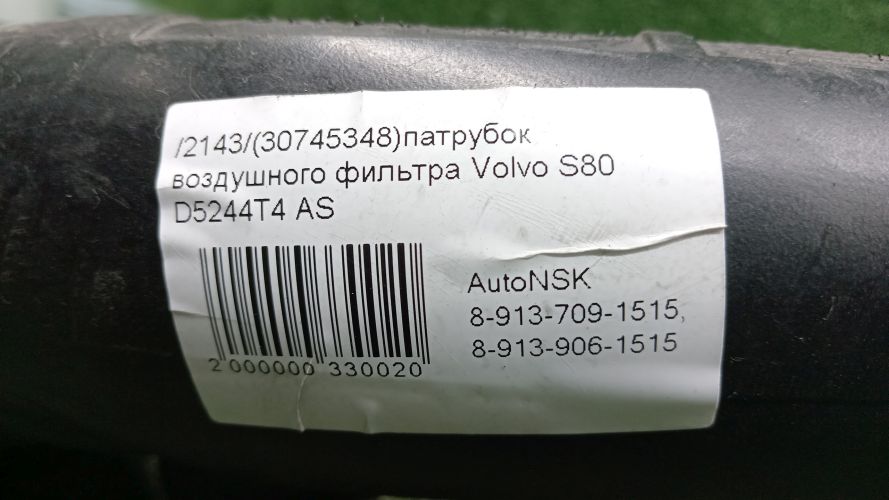 /2143/(30745348)патрубок
воздушного фильтра Volvo S80
D5244T4 AS
AutoNSK
8-913-709-1515,
8-913-906-1515
2 000000 330020